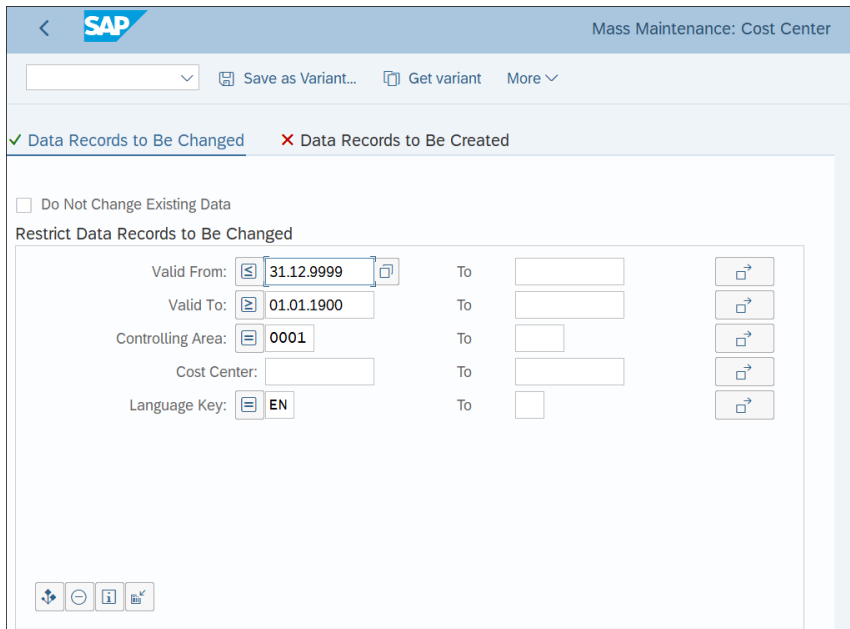 SAP
Mass Maintenance: Cost Center
Save as Variant... Get variant More
Data Records to Be Changed Data Records to Be Created
Do Not Change Existing Data
Restrict Data Records to Be Changed
Valid From: ≤ 31.12.9999 To
Valid To: ≥ 01.01.1900 To
Controlling Area: = 0001 To
Cost Center: To
Language Key: = EN To